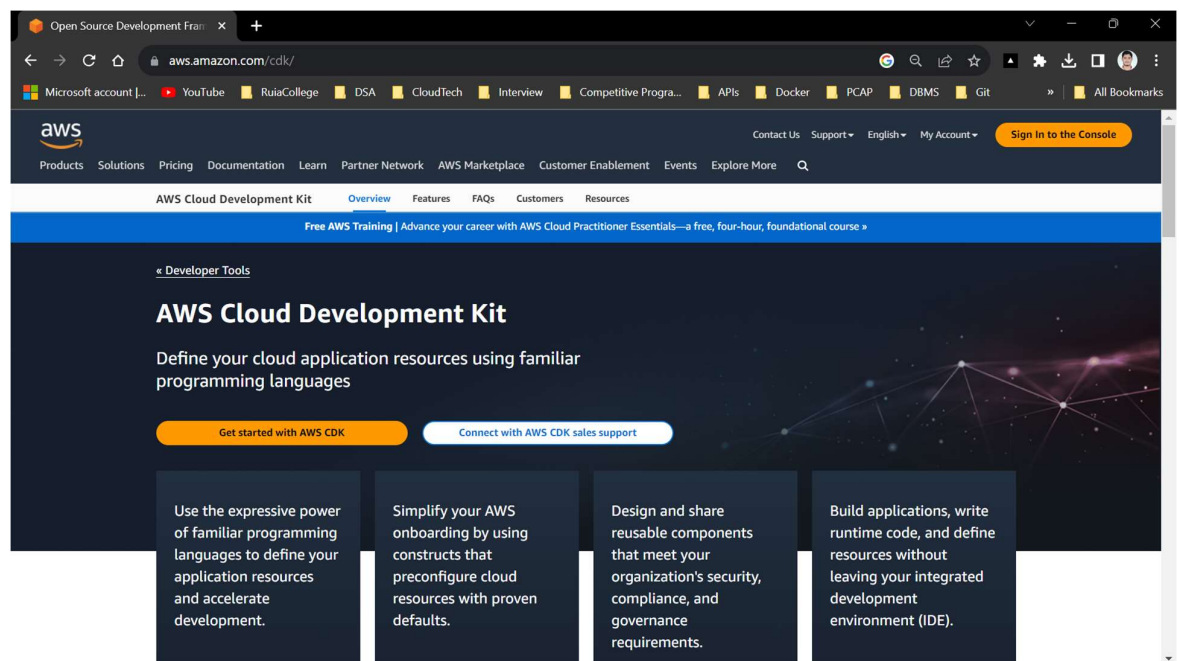 Open Source Development Fram
aws.amazon.com/cdk/
Microsoft account |... YouTube RuiaCollege DSA CloudTech Interview Competitive Progra... APIs Docker PCAP DBMS Git » All Bookmarks
aws
Contact Us Support English My Account Sign In to the Console
Products Solutions Pricing Documentation Learn Partner Network AWS Marketplace Customer Enablement Events Explore More
AWS Cloud Development Kit Overview Features FAQs Customers Resources
Free AWS Training | Advance your career with AWS Cloud Practitioner Essentials—a free, four-hour, foundational course »
« Developer Tools
AWS Cloud Development Kit
Define your cloud application resources using familiar
programming languages
Get started with AWS CDK Connect with AWS CDK sales support
Use the expressive power
of familiar programming
languages to define your
application resources
and accelerate
development.
Simplify your AWS
onboarding by using
constructs that
preconfigure cloud
resources with proven
defaults.
Design and share
reusable components
that meet your
organization's security,
compliance, and
governance
requirements.
Build applications, write
runtime code, and define
resources without
leaving your integrated
development
environment (IDE).